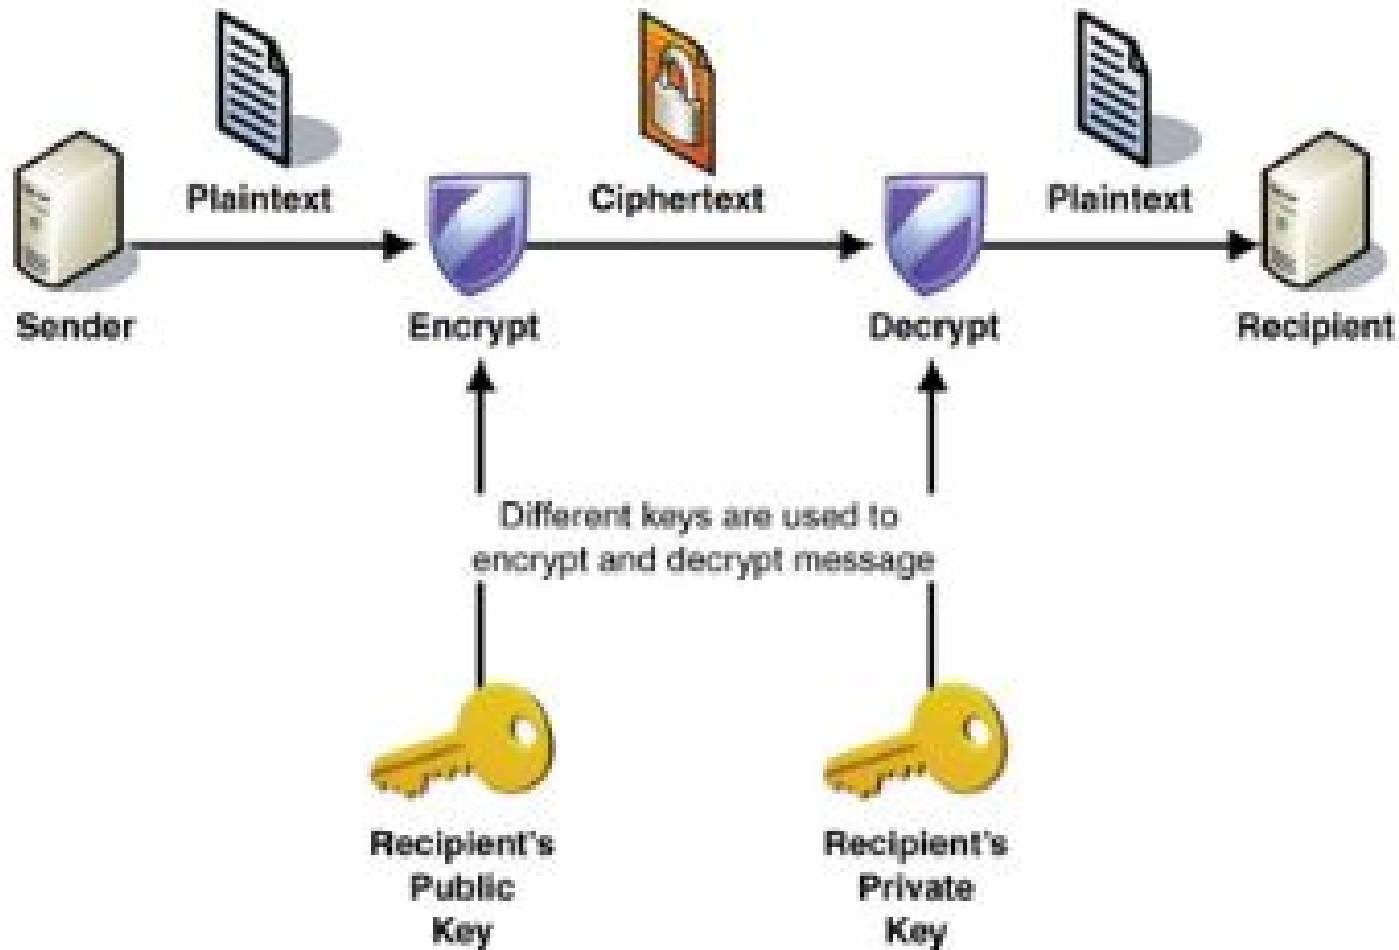 Plaintext
Ciphertext
Plaintext
Sender
Encrypt
Decrypt
Recipient
Different keys are used to
encrypt and decrypt message
Recipient's
Public
Key
Recipient's
Private
Key